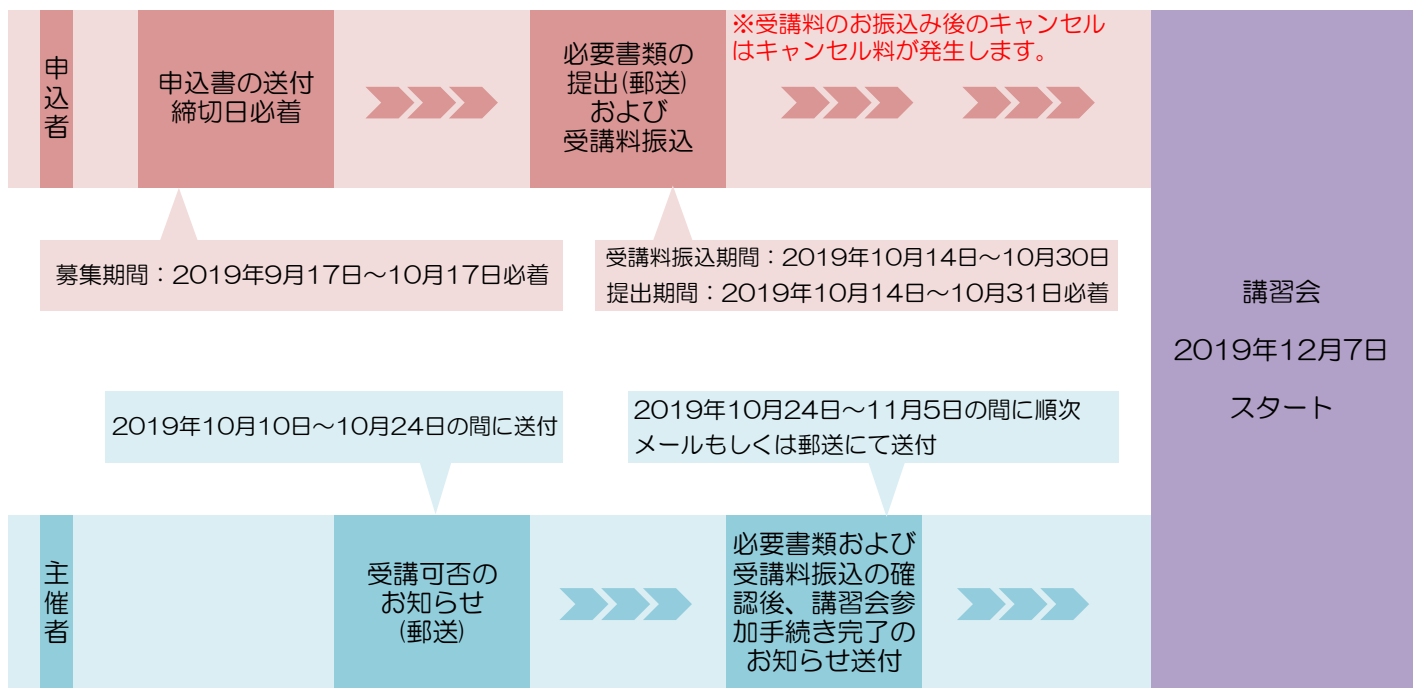 申込者
申込書の送付
締切日必着
必要書類の
提出(郵送)
および
受講料振込
※受講料のお振込み後のキャンセル
はキャンセル料が発生します。
募集期間：2019年9月17日～10月17日必着
受講料振込期間：2019年10月14日～10月30日
提出期間：2019年10月14日～10月31日必着
講習会
2019年12月7日
スタート
2019年10月10日～10月24日の間に送付
2019年10月24日～11月5日の間に順次
メールもしくは郵送にて送付
主催者
受講可否の
お知らせ
(郵送)
必要書類および
受講料振込の確
認後、講習会参
加手続き完了の
お知らせ送付